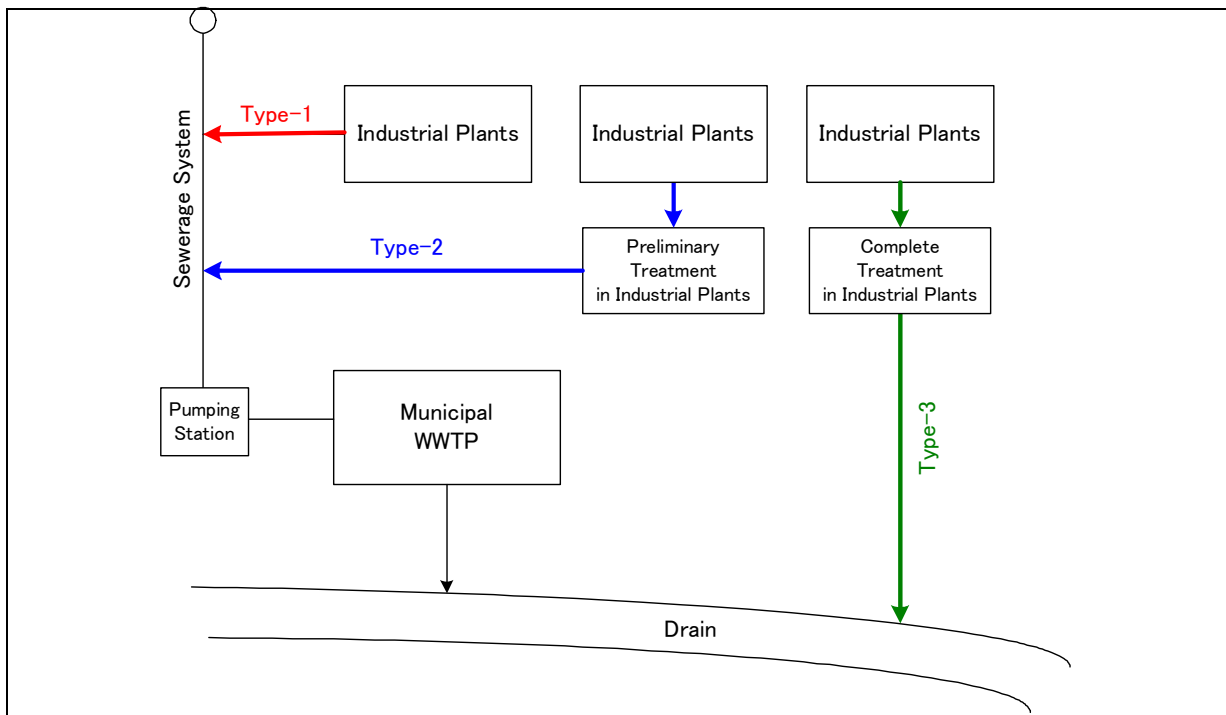 Type-1
Industrial Plants
Industrial Plants
Industrial Plants
Sewerage System
Type-2
Preliminary
Treatment
in Industrial Plants
Complete
Treatment
in Industrial Plants
Pumping
Station
Municipal
WWTP
Type-3
Drain